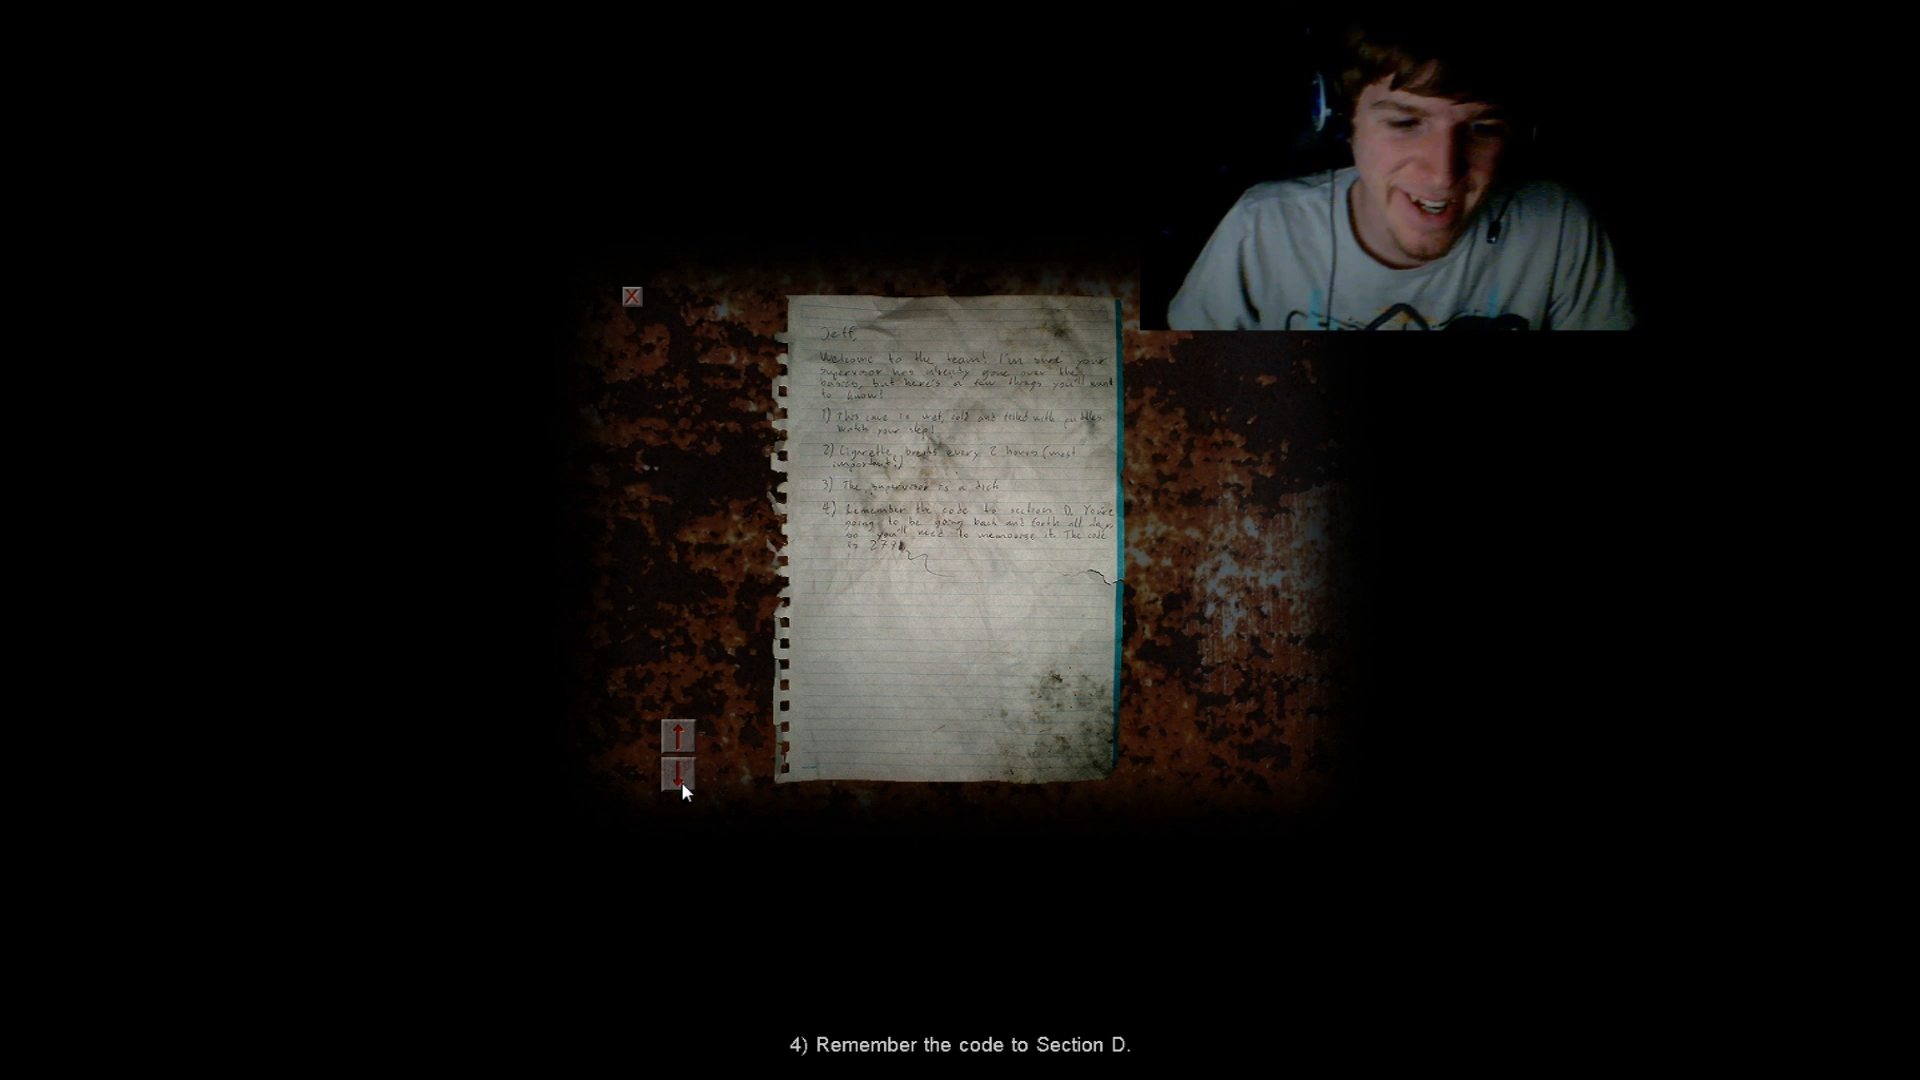 X
Jeff,
Welcome to the team! I'm sure your
supervisor has already gone over the
basics, but here's a few things you'll want
to know!
1) This cave is wet, cold and filled with puddles.
Watch your step!
2) Cigarette breaks every 2 hours (most
important!)
3) The supervisor is a dick
4) Remember the code to section D. You're
going to be going back and forth all day,
so you'll need to memorize it. The code
is 27
4) Remember the code to Section D.